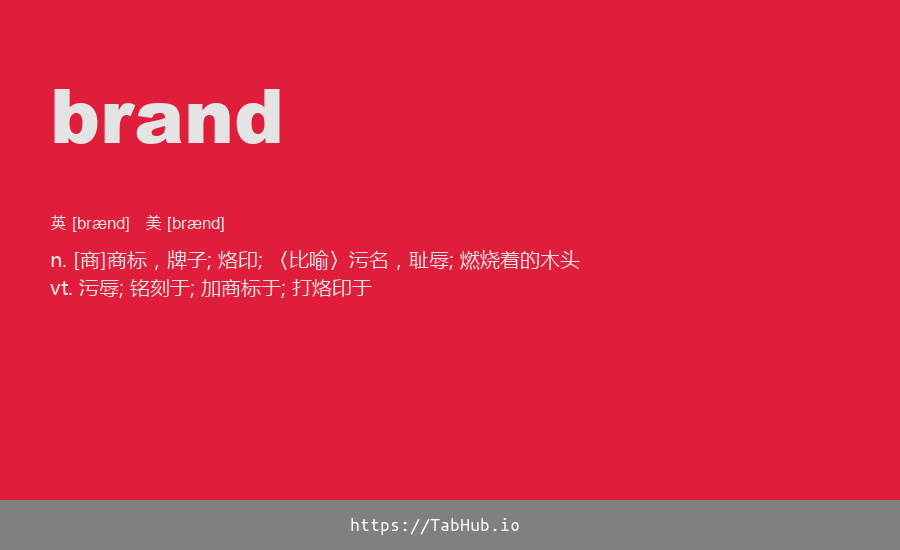 brand
英 [brænd] 美 [brænd]
n. [商]商标，牌子; 烙印; 〈比喻〉污名，耻辱; 燃烧着的木头
vt. 污辱; 铭刻于; 加商标于; 打烙印于
https://TabHub.io